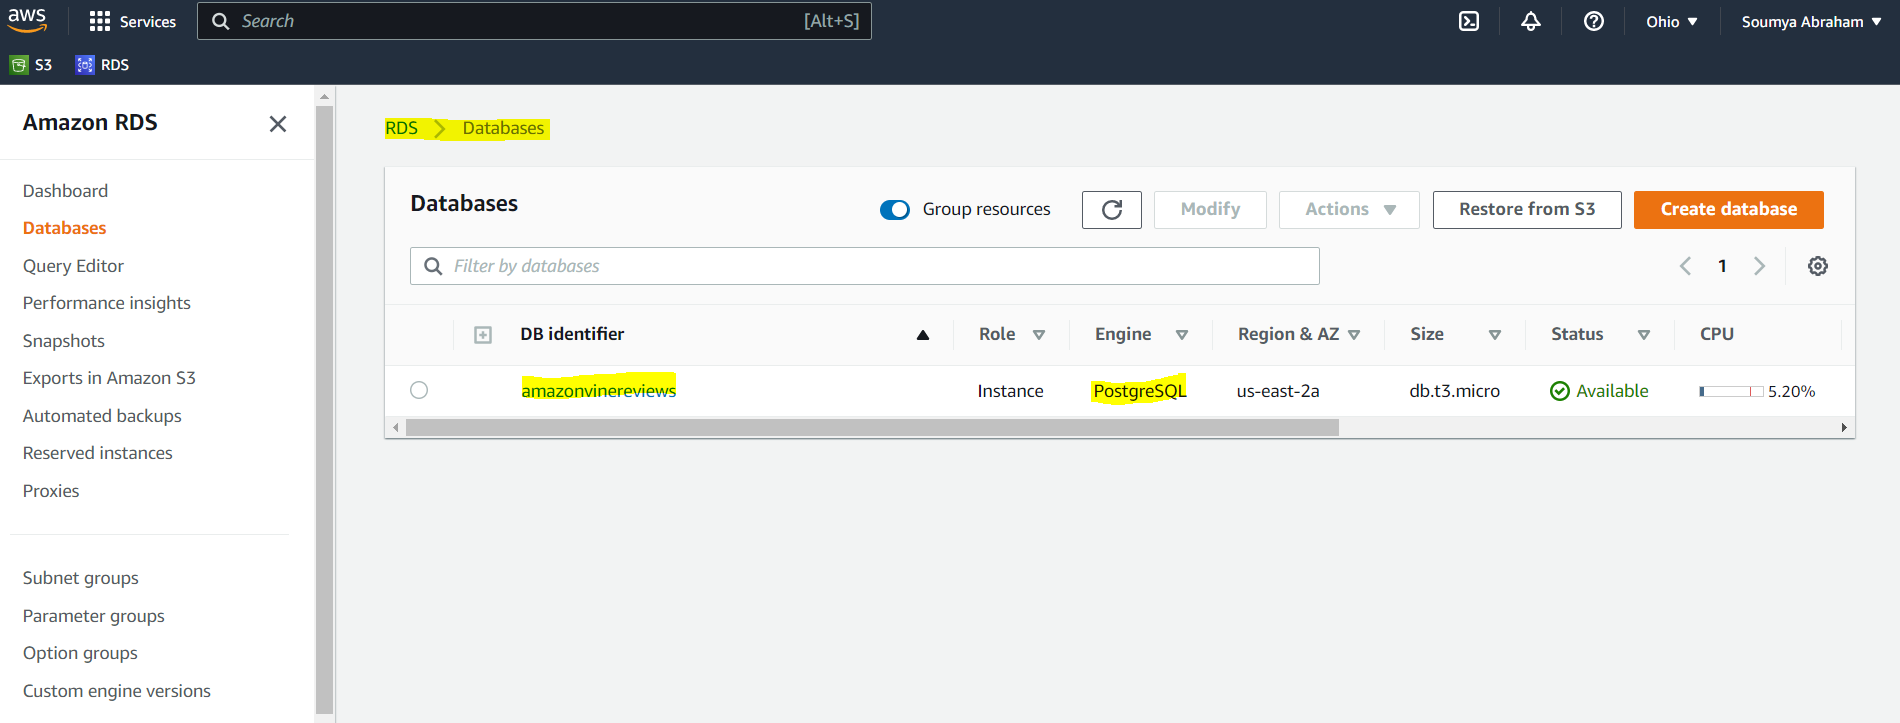 aws
Services
Search [Alt+S]
Ohio
Soumya Abraham
S3
RDS
Amazon RDS
Dashboard
Databases
Query Editor
Performance insights
Snapshots
Exports in Amazon S3
Automated backups
Reserved instances
Proxies
Subnet groups
Parameter groups
Option groups
Custom engine versions
RDS Databases
Databases
Group resources
Modify
Actions
Restore from S3
Create database
Filter by databases
1
DB identifier Role Engine Region & AZ Size Status CPU
amazonvinereviews Instance PostgreSQL us-east-2a db.t3.micro Available 5.20%